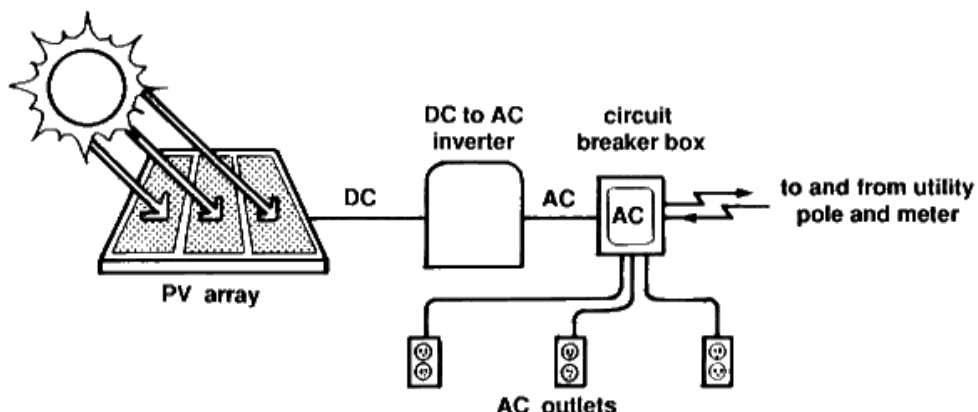 DC to AC
inverter
circuit
breaker box
DC
AC
AC
to and from utility
pole and meter
PV array
AC outlets